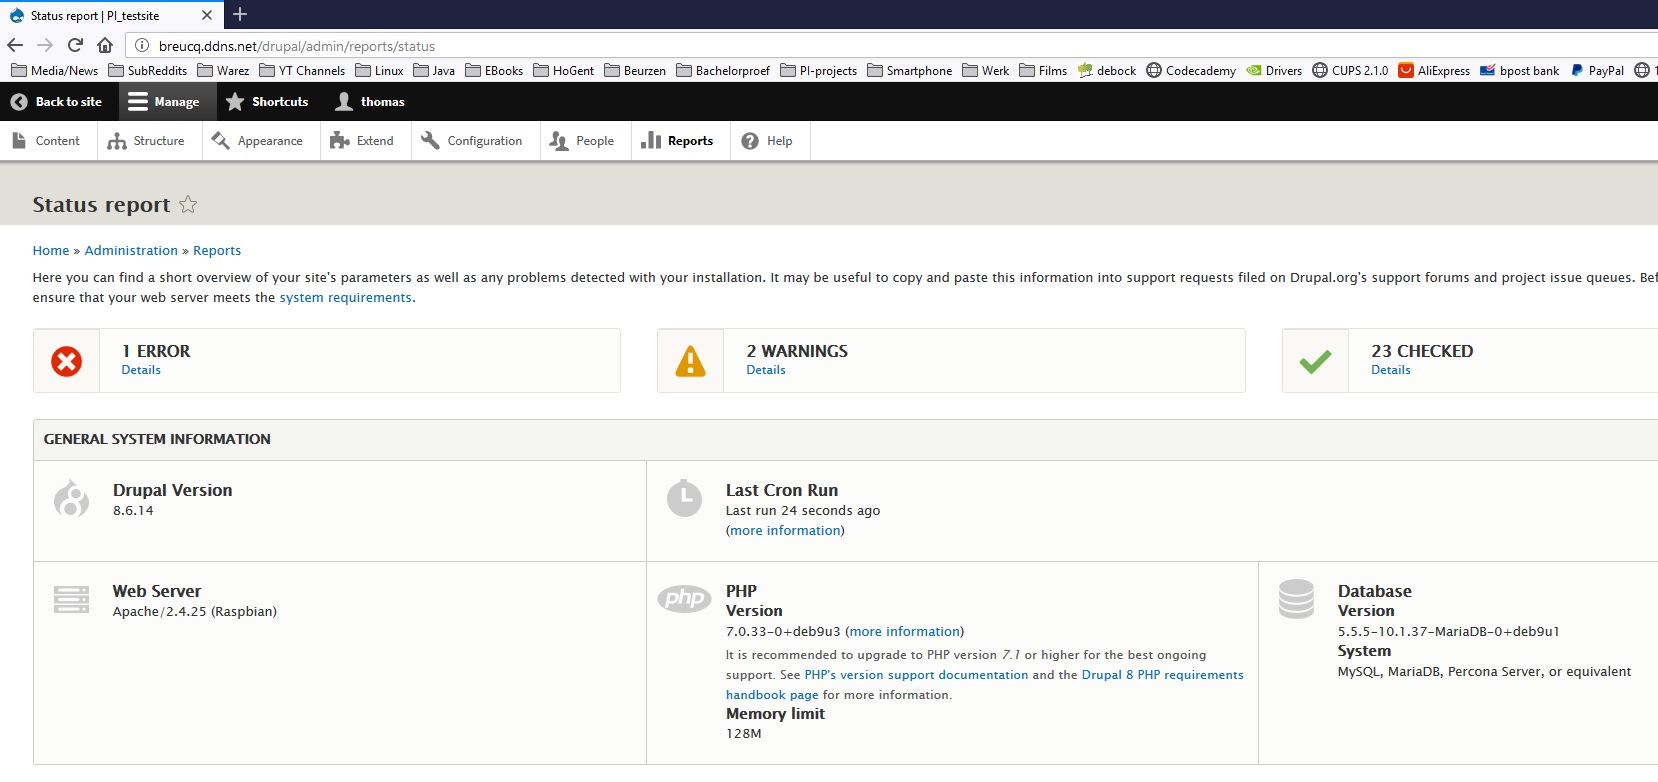 Status report | PI_testsite
breucq.ddns.net/drupal/admin/reports/status
Media/News SubReddits Warez YT Channels Linux Java EBooks HoGent Beurzen Bachelorproef PI-projects Smartphone Werk Films debock Codecademy Drivers CUPS 2.1.0 AliExpress bpost bank PayPal
Back to site Manage Shortcuts thomas
Content Structure Appearance Extend Configuration People Reports Help
Status report
Home » Administration » Reports
Here you can find a short overview of your site's parameters as well as any problems detected with your installation. It may be useful to copy and paste this information into support requests filed on Drupal.org's support forums and project issue queues. Bef
ensure that your web server meets the system requirements.
1 ERROR
Details
2 WARNINGS
Details
23 CHECKED
Details
GENERAL SYSTEM INFORMATION
Drupal Version
8.6.14
Last Cron Run
Last run 24 seconds ago
(more information)
Web Server
Apache/2.4.25 (Raspbian)
php
PHP
Version
7.0.33-0+deb9u3 (more information)
It is recommended to upgrade to PHP version 7.1 or higher for the best ongoing
support. See PHP's version support documentation and the Drupal 8 PHP requirements
handbook page for more information.
Memory limit
128M
Database
Version
5.5.5-10.1.37-MariaDB-0+deb9u1
System
MySQL, MariaDB, Percona Server, or equivalent